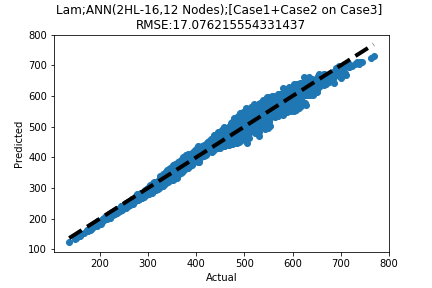 Lam;ANN(2HL-16,12 Nodes);[Case1+Case2 on Case3]
RMSE:17.076215554331437
800
700
600
500
400
300
200
100
Predicted
200 300 400 500 600 700 800
Actual